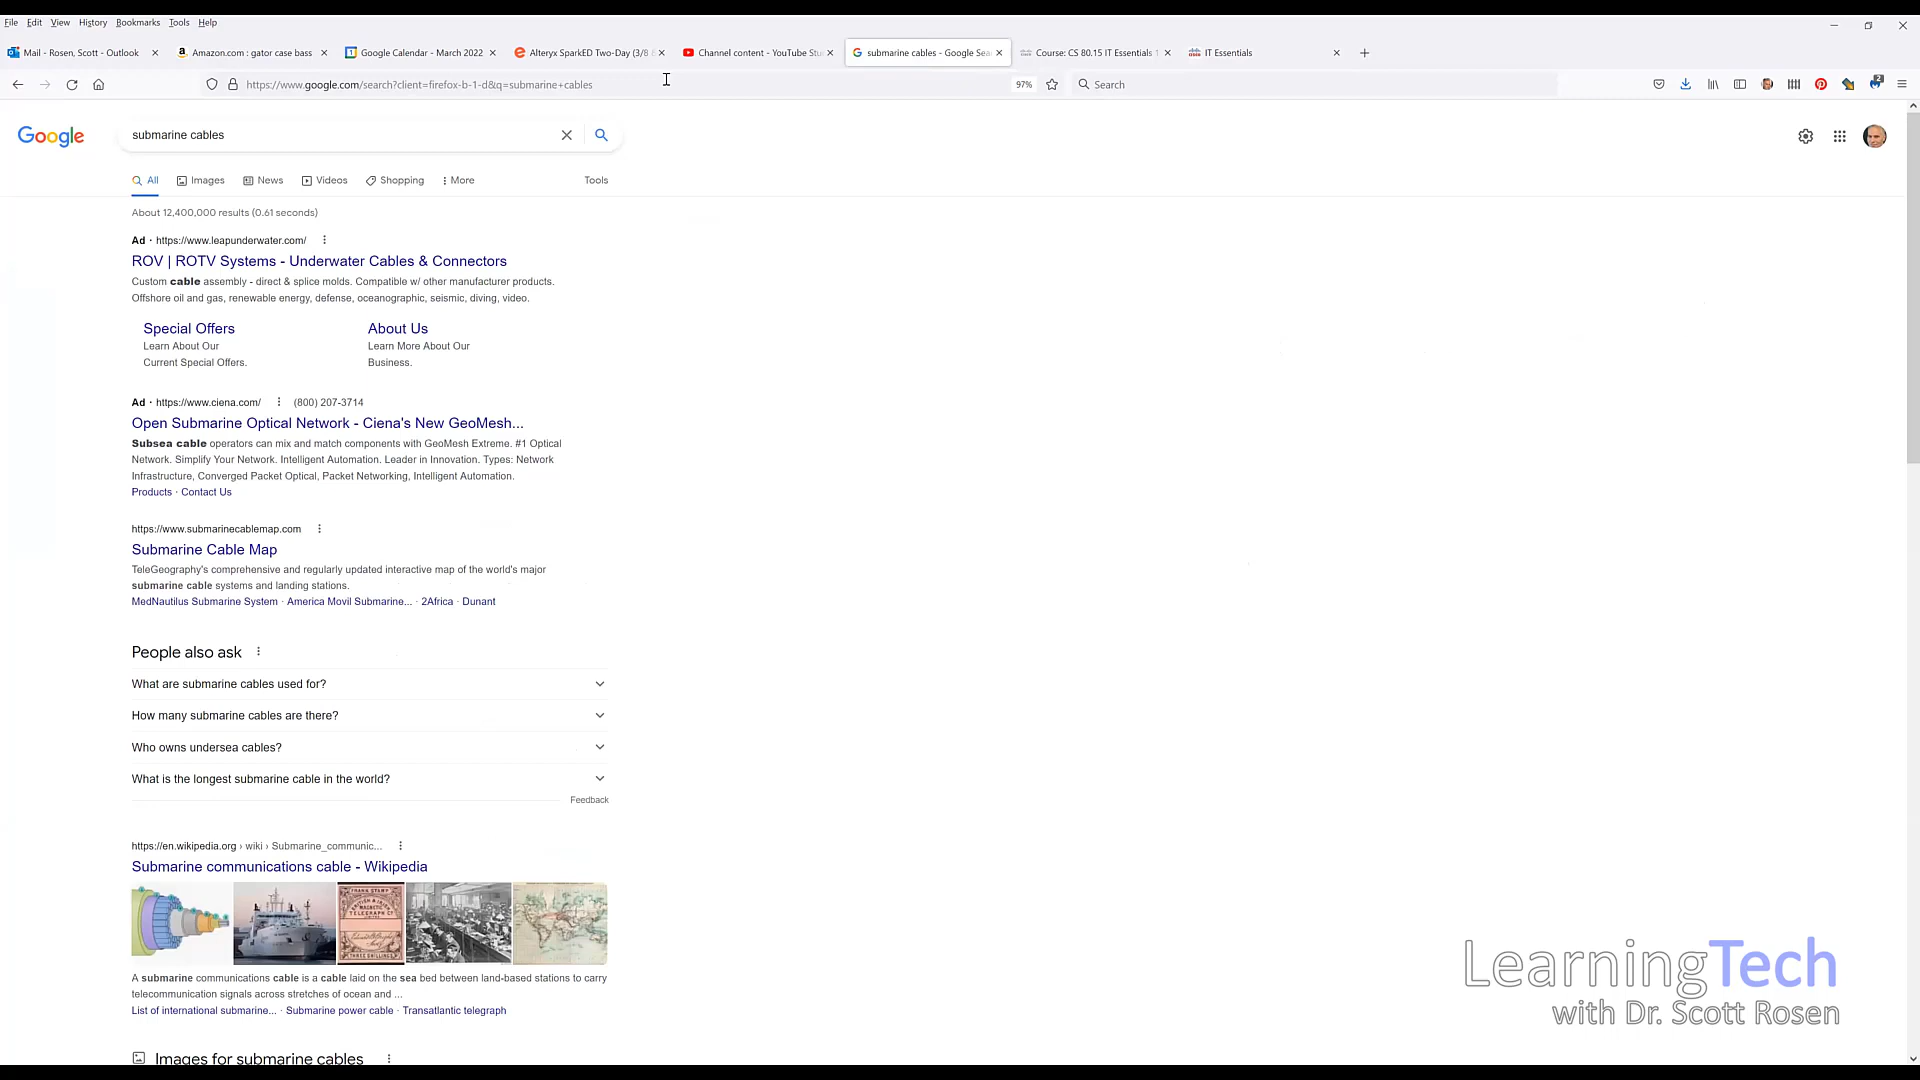 File Edit View History Bookmarks Tools Help
Mail - Rosen, Scott - Outlook
Amazon.com : gator case bass
Google Calendar - March 2022
Alteryx SparkED Two-Day (3/8 &
Channel content - YouTube Stu
submarine cables - Google Sea
Course: CS 80.15 IT Essentials
IT Essentials
https://www.google.com/search?client=firefox-b-1-d&q=submarine+cables
97%
Search
2
Google
submarine cables
All Images News Videos Shopping More Tools
About 12,400,000 results (0.61 seconds)
Ad · https://www.leapunderwater.com/
ROV | ROTV Systems - Underwater Cables & Connectors
Custom cable assembly - direct & splice molds. Compatible w/ other manufacturer products.
Offshore oil and gas, renewable energy, defense, oceanographic, seismic, diving, video.
Special Offers
Learn About Our
Current Special Offers.
About Us
Learn More About Our
Business.
Ad · https://www.ciena.com/ (800) 207-3714
Open Submarine Optical Network - Ciena's New GeoMesh...
Subsea cable operators can mix and match components with GeoMesh Extreme. #1 Optical
Network. Simplify Your Network. Intelligent Automation. Leader in Innovation. Types: Network
Infrastructure, Converged Packet Optical, Packet Networking, Intelligent Automation.
Products · Contact Us
https://www.submarinecablemap.com
Submarine Cable Map
TeleGeography's comprehensive and regularly updated interactive map of the world's major
submarine cable systems and landing stations.
MedNautilus Submarine System · America Movil Submarine... · 2Africa · Dunant
People also ask
What are submarine cables used for?
How many submarine cables are there?
Who owns undersea cables?
What is the longest submarine cable in the world?
Feedback
https://en.wikipedia.org › wiki › Submarine_communic...
Submarine communications cable - Wikipedia
A submarine communications cable is a cable laid on the sea bed between land-based stations to carry
telecommunication signals across stretches of ocean and ...
List of international submarine... · Submarine power cable · Transatlantic telegraph
Images for submarine cables
LearningTech
with Dr. Scott Rosen